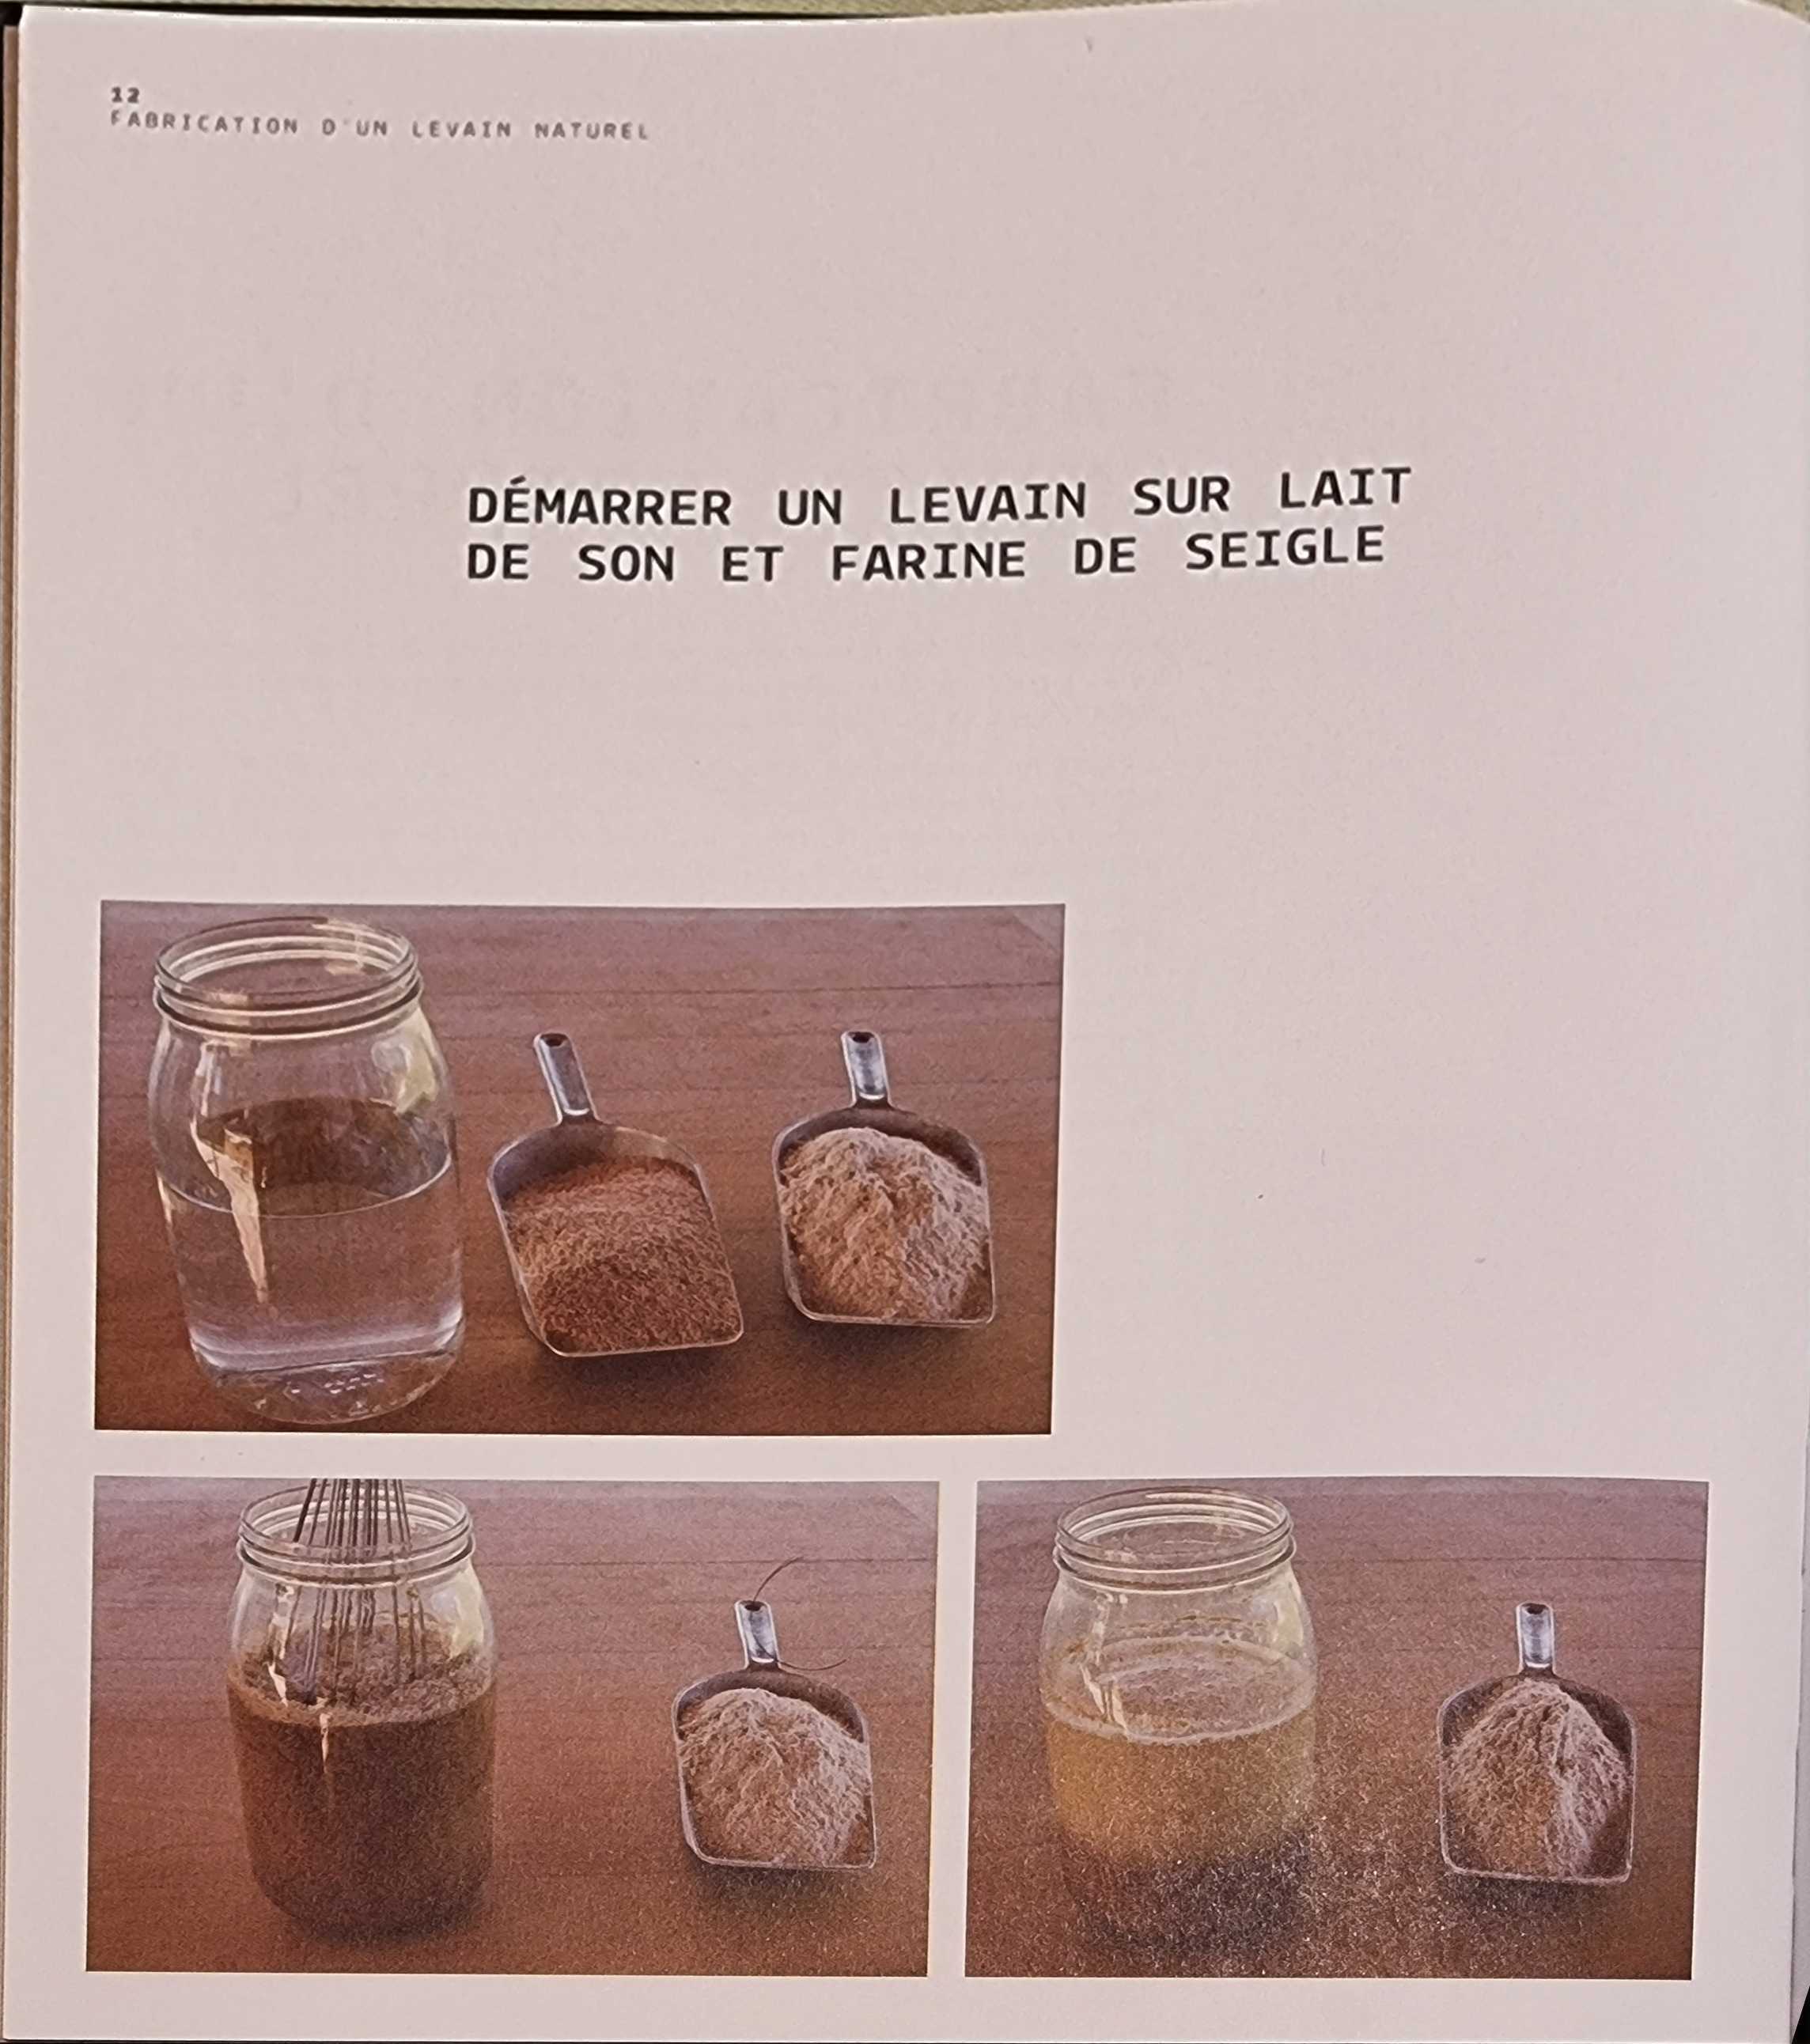 12
FABRICATION D'UN LEVAIN NATUREL
DÉMARRER UN LEVAIN SUR LAIT
DE SON ET FARINE DE SEIGLE